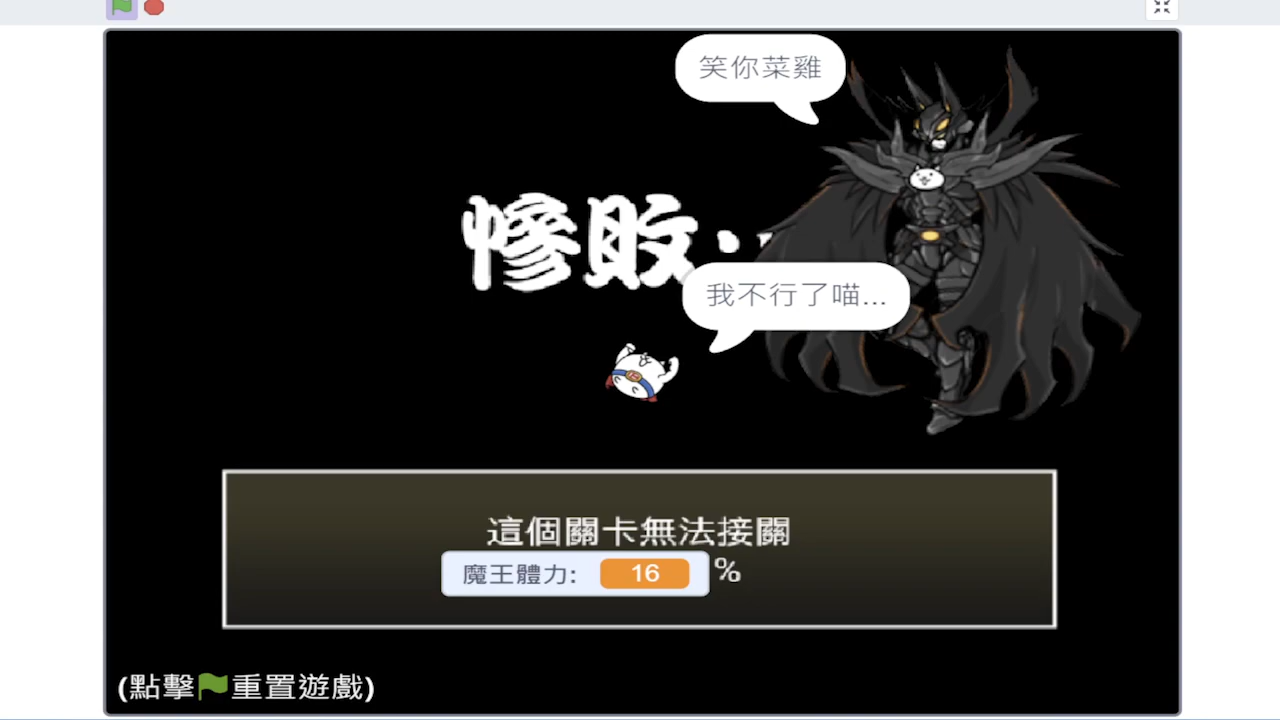 笑你菜雞
慘敗..
我不行了喵...
這個關卡無法接關
魔王體力: 16 %
(點擊重置遊戲)